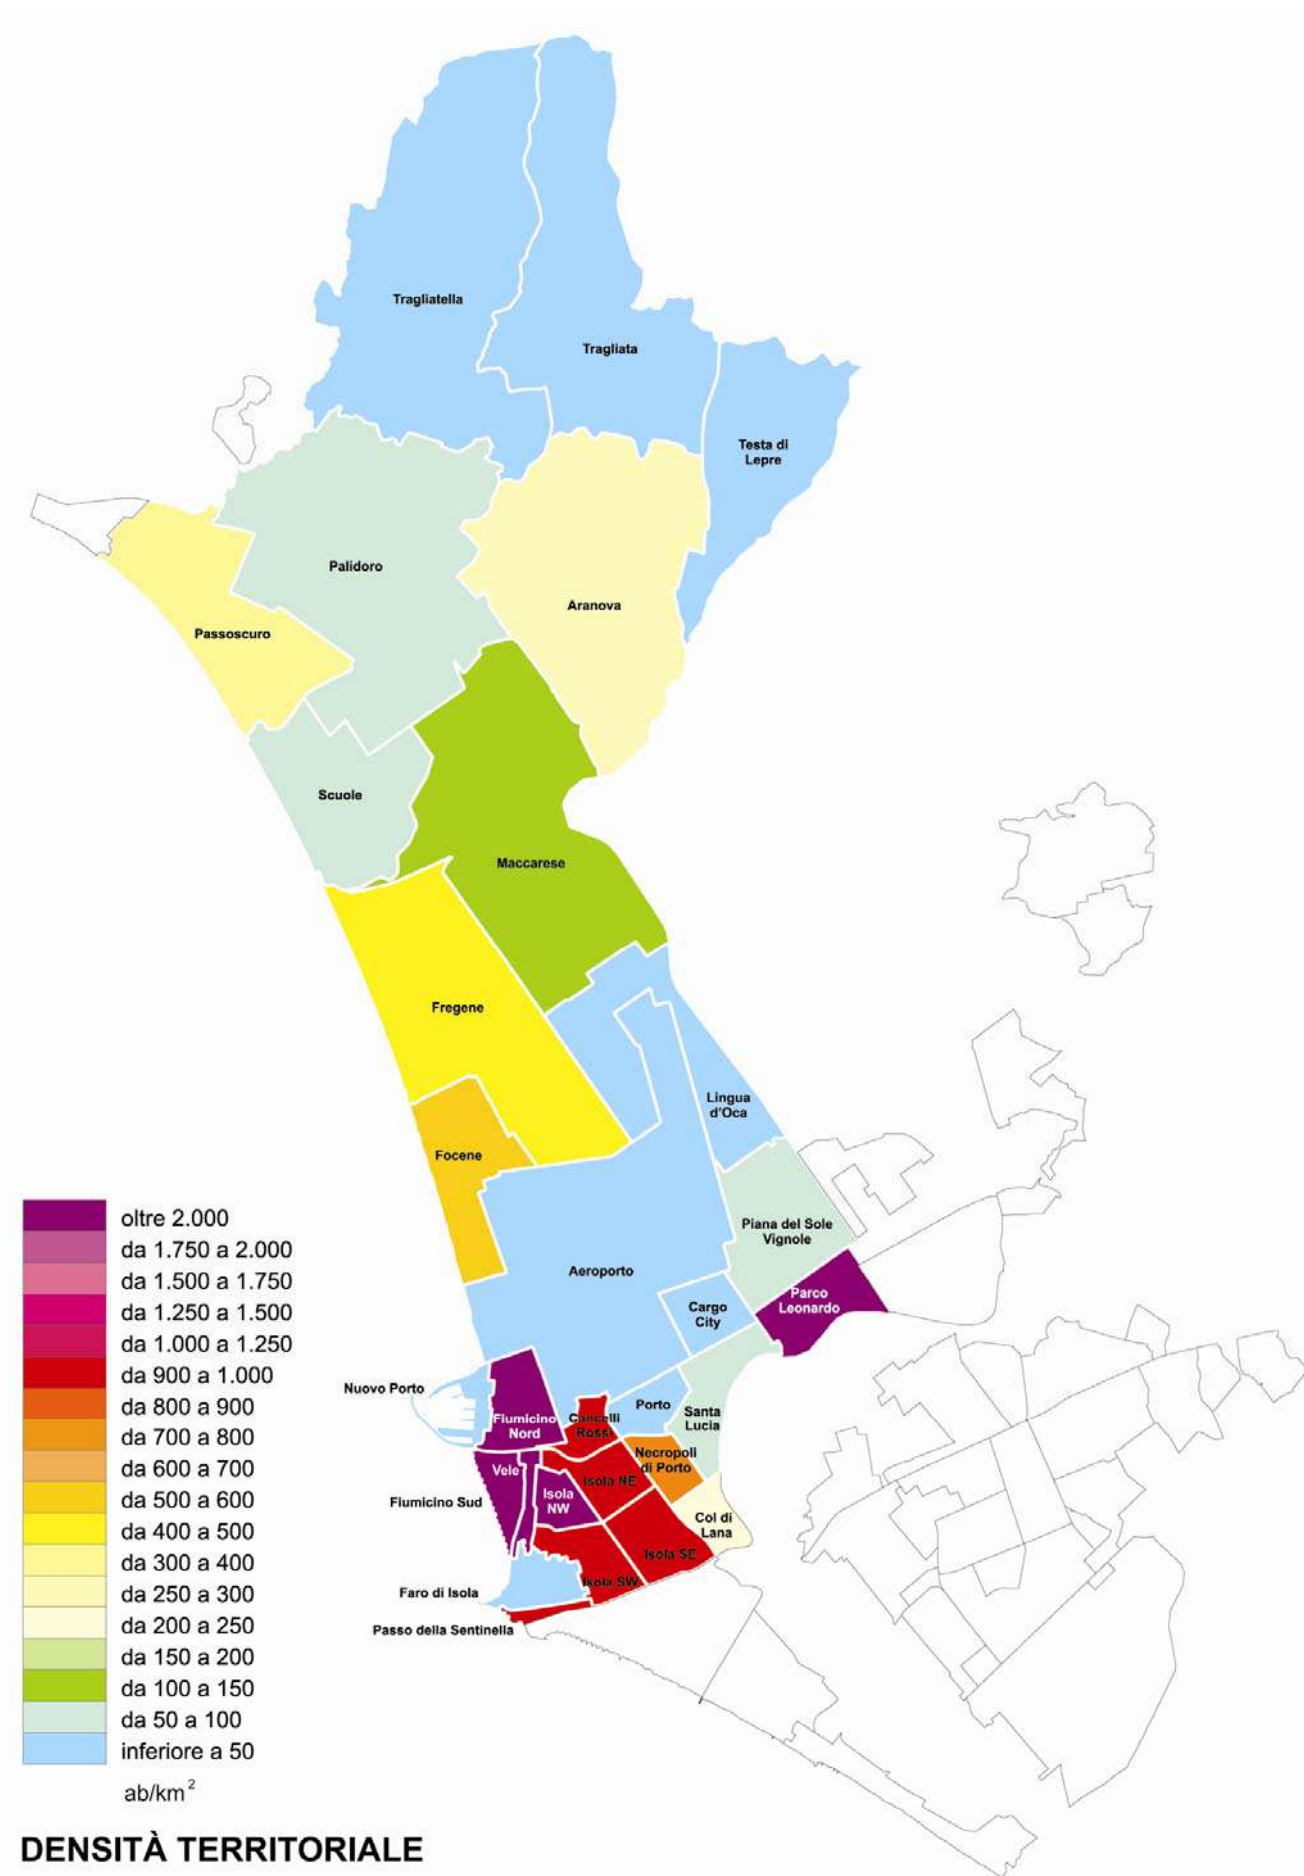 Tragliatella
Tragliata
Testa di
Lepre
Palidoro
Aranova
Passoscuro
Scuole
Maccarese
Fregene
Lingua
d'Oca
Focene
Piana del Sole
Vignole
Aeroporto
Parco
Leonardo
Cargo
City
Nuovo Porto
Porto
Santa
Lucia
Fiumicino
Nord
Cancelli
Rossi
Necropoli
di Porto
Vele
Isola NE
Fiumicino Sud
Isola
NW
Col di
Lana
Isola SE
Isola SW
Faro di Isola
Passo della Sentinella
oltre 2.000
da 1.750 a 2.000
da 1.500 a 1.750
da 1.250 a 1.500
da 1.000 a 1.250
da 900 a 1.000
da 800 a 900
da 700 a 800
da 600 a 700
da 500 a 600
da 400 a 500
da 300 a 400
da 250 a 300
da 200 a 250
da 150 a 200
da 100 a 150
da 50 a 100
inferiore a 50
ab/km²
DENSITÀ TERRITORIALE